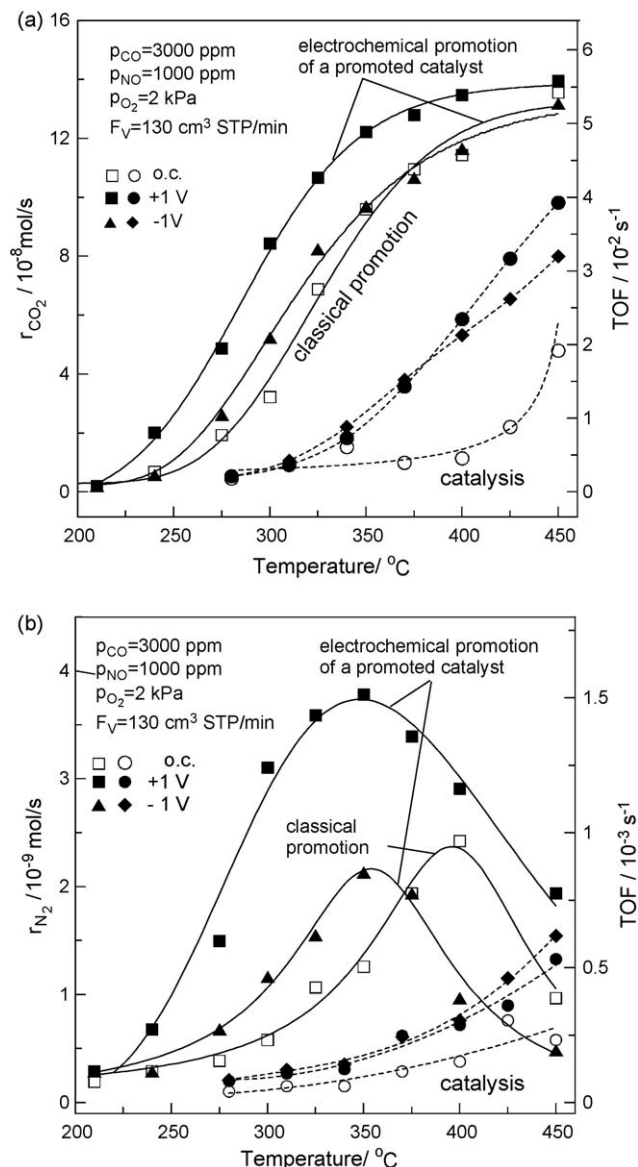 (a)
16
12
8
4
0
r_CO₂ / 10⁻⁸mol/s
p_CO=3000 ppm
p_NO=1000 ppm
p_O₂=2 kPa
F_V=130 cm³ STP/min
o.c.
+1 V
-1V
electrochemical promotion
of a promoted catalyst
classical promotion
catalysis
6
5
4
3
2
1
0
TOF / 10⁻² s⁻¹
200 250 300 350 400 450
Temperature/ °C
(b)
4
3
2
1
0
r_N₂ /10⁻⁹ mol/s
p_CO=3000 ppm
p_NO=1000 ppm
p_O₂=2 kPa
F_V=130 cm³ STP/min
o.c.
+1 V
- 1 V
electrochemical promotion
of a promoted catalyst
classical
promotion
catalysis
1.5
1
0.5
0.0
TOF / 10⁻³ s⁻¹
200 250 300 350 400 450
Temperature/ °C